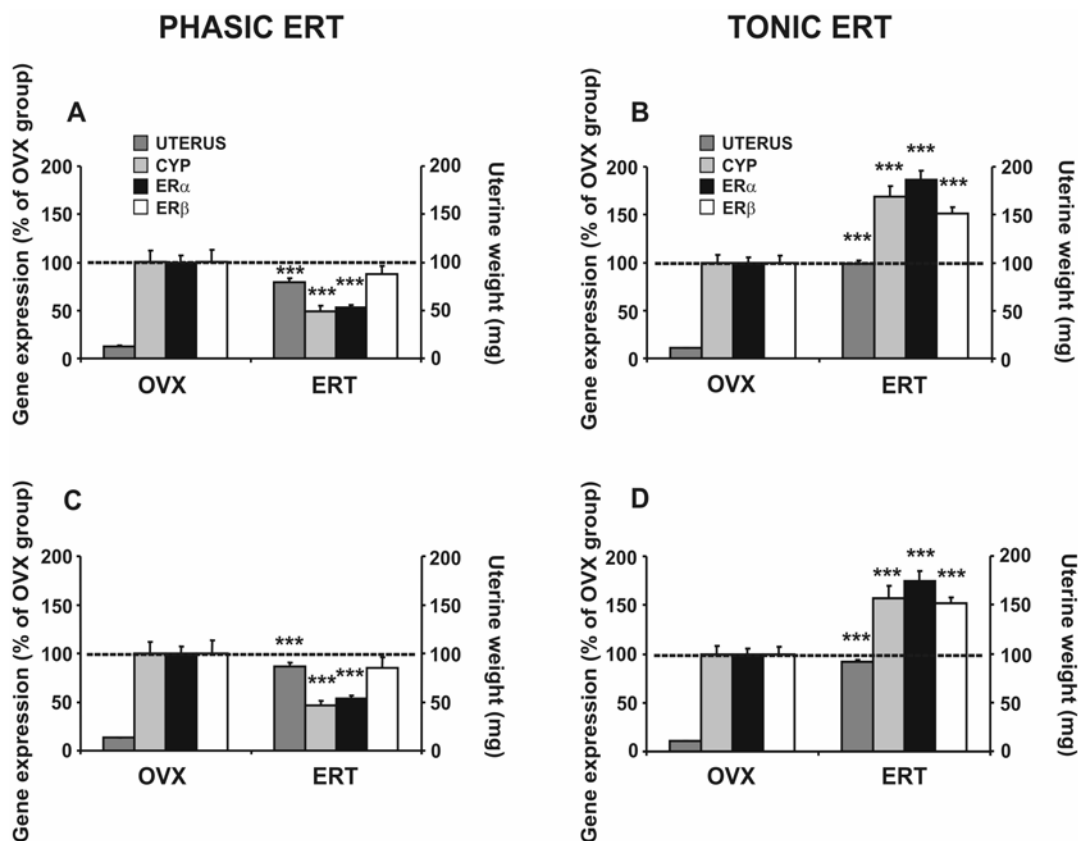 PHASIC ERT
TONIC ERT
A
UTERUS
CYP
ERα
ERβ
Gene expression (% of OVX group)
200
150
100
50
0
Uterine weight (mg)
200
150
100
50
0
***
***
***
OVX
ERT
B
UTERUS
CYP
ERα
ERβ
Gene expression (% of OVX group)
200
150
100
50
0
Uterine weight (mg)
200
150
100
50
0
***
***
***
***
OVX
ERT
C
Gene expression (% of OVX group)
200
150
100
50
0
Uterine weight (mg)
200
150
100
50
0
***
***
***
OVX
ERT
D
Gene expression (% of OVX group)
200
150
100
50
0
Uterine weight (mg)
200
150
100
50
0
***
***
***
***
OVX
ERT